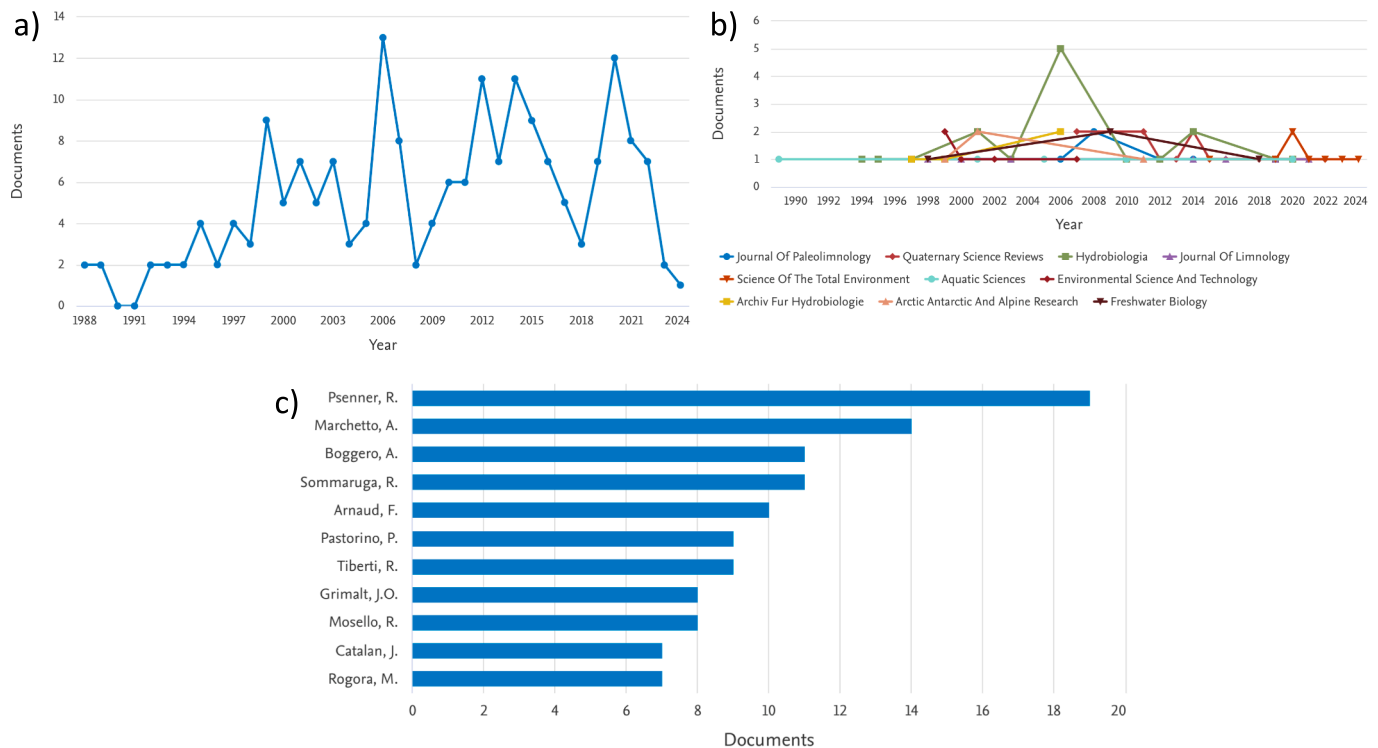 a)
Documents
14
12
10
8
6
4
2
0
1988 1991 1994 1997 2000 2003 2006 2009 2012 2015 2018 2021 2024
Year
b)
Documents
6
5
4
3
2
1
0
1990 1992 1994 1996 1998 2000 2002 2004 2006 2008 2010 2012 2014 2016 2018 2020 2022 2024
Year
Journal Of Paleolimnology Quaternary Science Reviews Hydrobiologia Journal Of Limnology
Science Of The Total Environment Aquatic Sciences Environmental Science And Technology
Archiv Fur Hydrobiologie Arctic Antarctic And Alpine Research Freshwater Biology
c)
Psenner, R.
Marchetto, A.
Boggero, A.
Sommaruga, R.
Arnaud, F.
Pastorino, P.
Tiberti, R.
Grimalt, J.O.
Mosello, R.
Catalan, J.
Rogora, M.
0 2 4 6 8 10 12 14 16 18 20
Documents